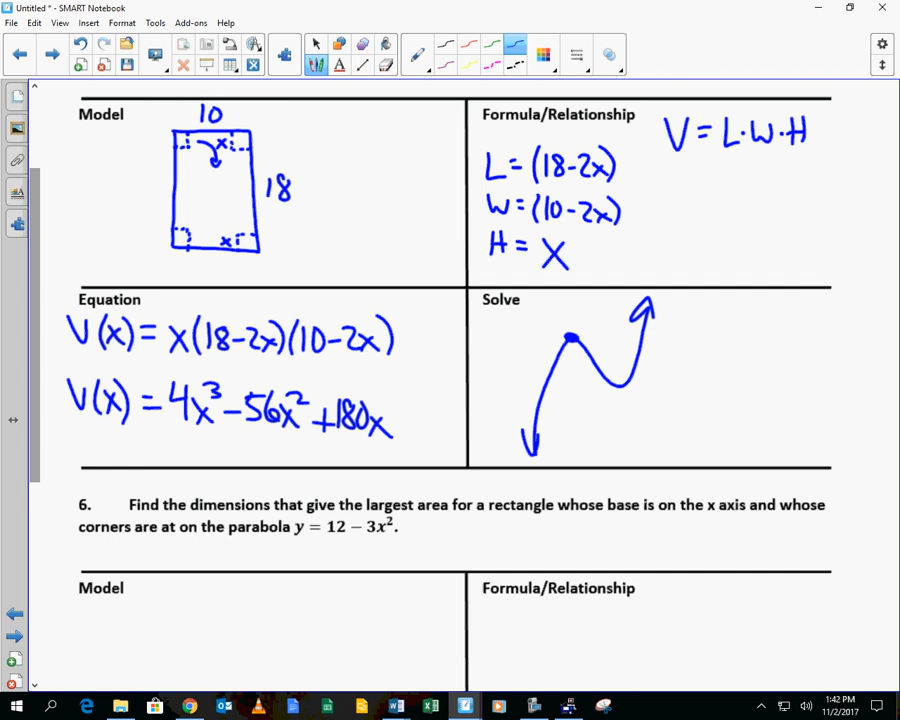 Untitled * - SMART Notebook
File Edit View Insert Format Tools Add-ons Help
Model
10
x
18
x
Formula/Relationship
V = L·W·H
L = (18-2x)
W = (10-2x)
H = x
Equation
V(x) = x(18-2x)(10-2x)
V(x) = 4x³ - 56x² + 180x
Solve
6. Find the dimensions that give the largest area for a rectangle whose base is on the x axis and whose
corners are at on the parabola y = 12 − 3x².
Model
Formula/Relationship
1:42 PM
11/2/2017